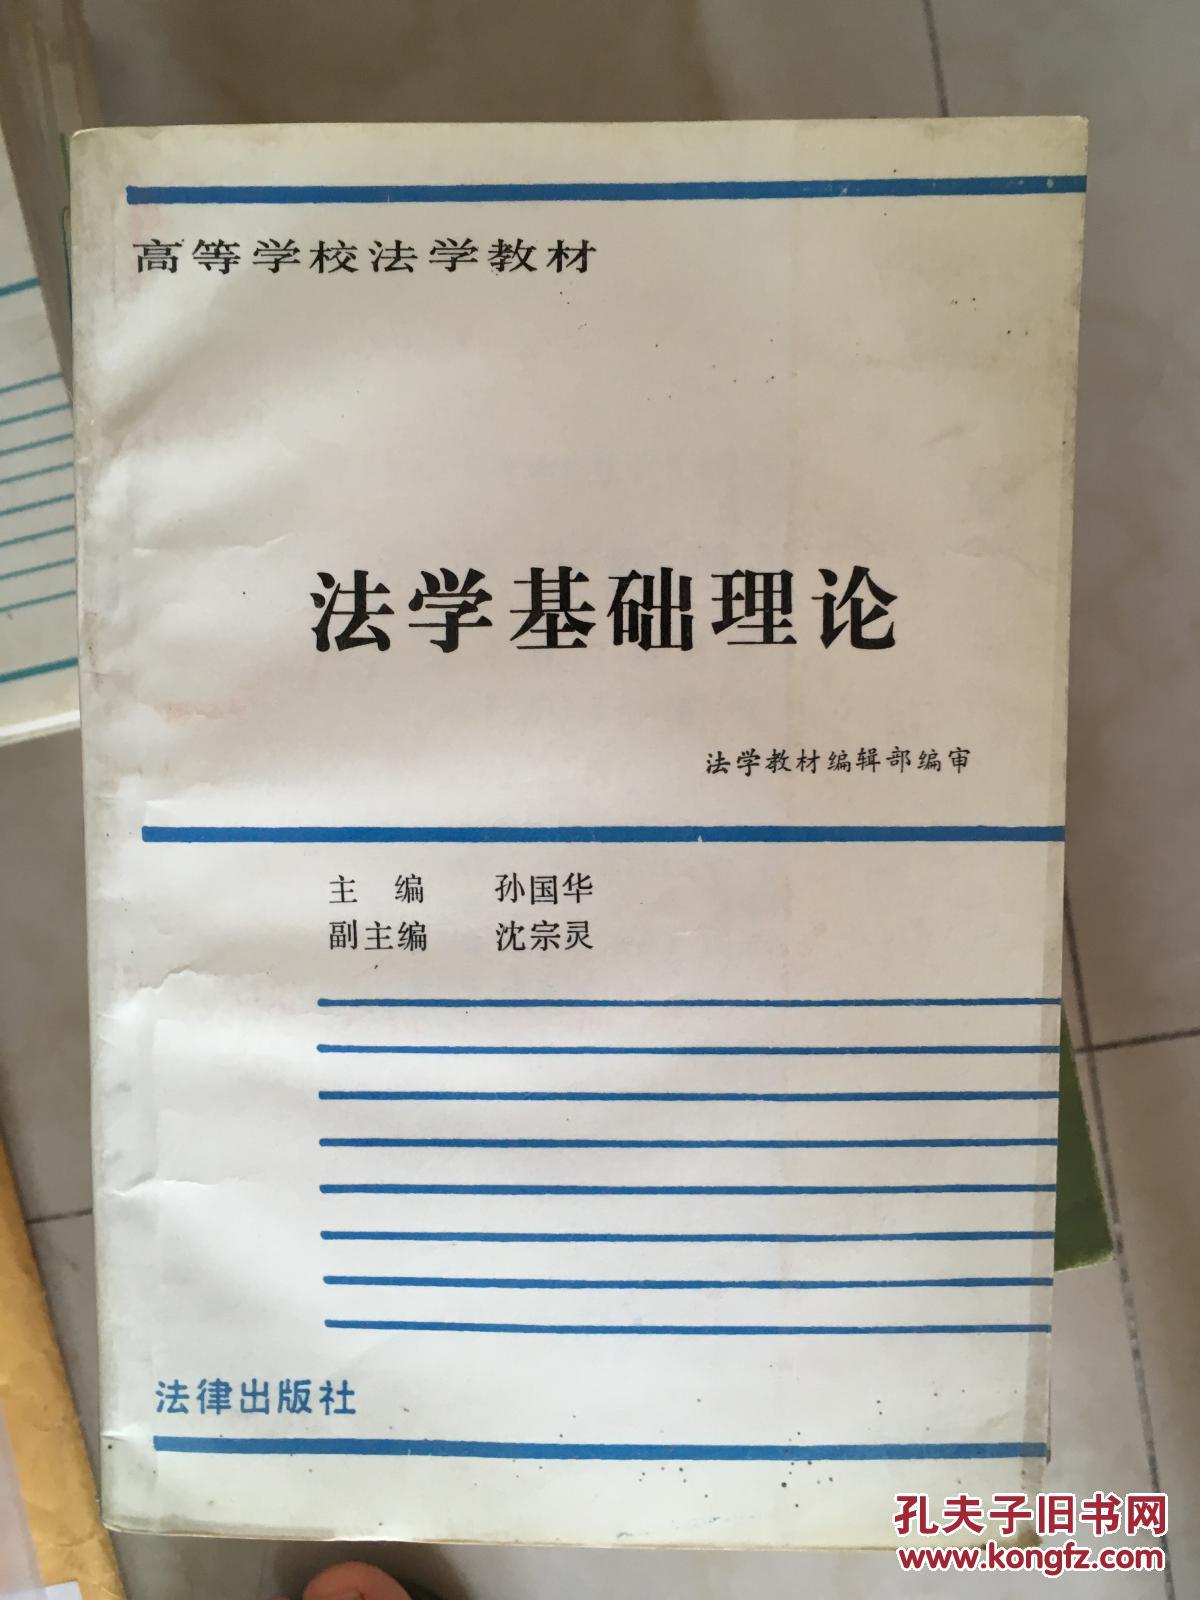 高等学校法学教材
法学基础理论
法学教材编辑部编审
主 编 孙国华
副主编 沈宗灵
法律出版社
孔夫子旧书网
www.kongfz.com